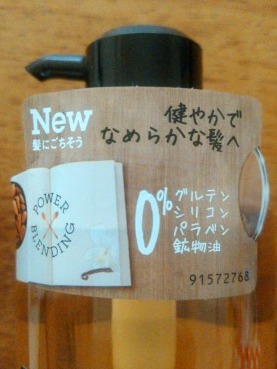 New
髪にごちそう
健やかで
なめらかな髪へ
POWER
BLENDING
0%
グルテン
シリコン
パラベン
鉱物油
91572768